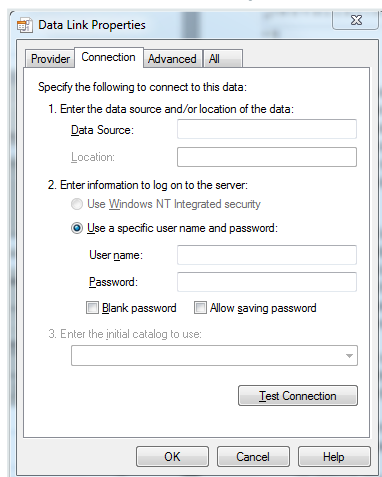 Data Link Properties
Provider Connection Advanced All
Specify the following to connect to this data:
1. Enter the data source and/or location of the data:
Data Source:
Location:
2. Enter information to log on to the server:
Use Windows NT Integrated security
Use a specific user name and password:
User name:
Password:
Blank password Allow saving password
3. Enter the initial catalog to use:
Test Connection
OK Cancel Help